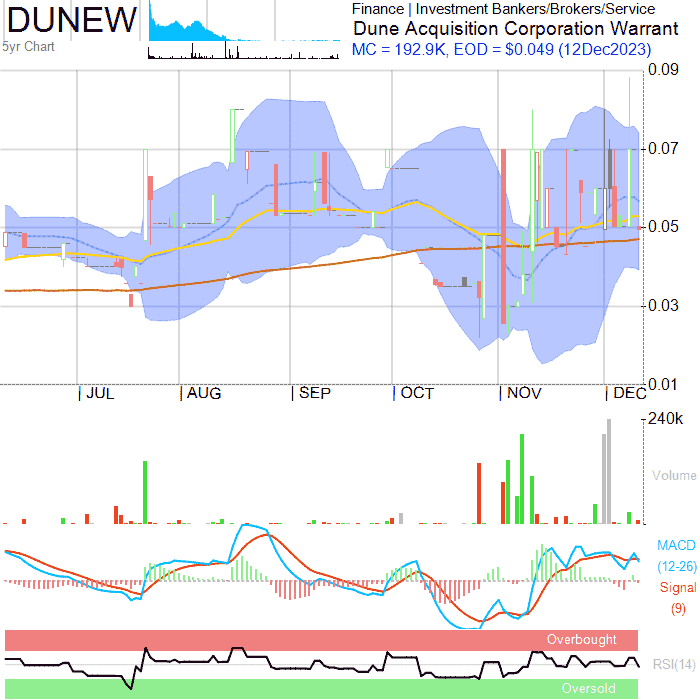 DUNEW
5yr Chart
Finance | Investment Bankers/Brokers/Service
Dune Acquisition Corporation Warrant
MC = 192.9K, EOD = $0.049 (12Dec2023)
0.09
0.07
0.05
0.03
0.01
| JUL
| AUG
| SEP
| OCT
| NOV
| DEC
240k
Volume
MACD
(12-26)
Signal
(9)
Overbought
RSI(14)
Oversold